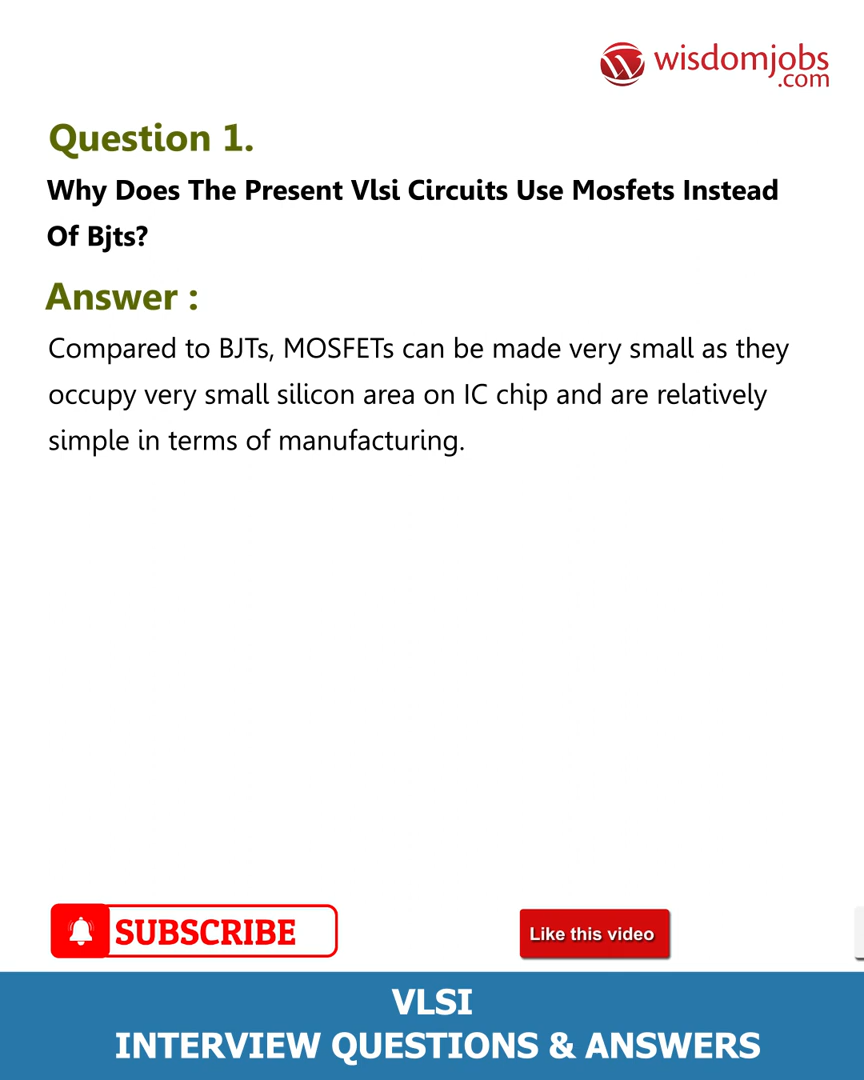 wisdomjobs
.com
Question 1.
Why Does The Present Vlsi Circuits Use Mosfets Instead
Of Bjts?
Answer :
Compared to BJTs, MOSFETs can be made very small as they
occupy very small silicon area on IC chip and are relatively
simple in terms of manufacturing.
SUBSCRIBE
Like this video
VLSI
INTERVIEW QUESTIONS & ANSWERS